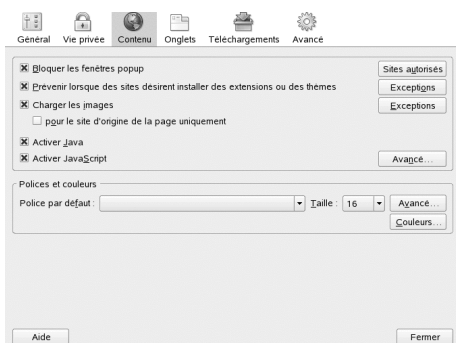 Général Vie privée Contenu Onglets Téléchargements Avancé
Bloquer les fenêtres popup Sites autorisés
Prévenir lorsque des sites désirent installer des extensions ou des thèmes Exceptions
Charger les images Exceptions
pour le site d'origine de la page uniquement
Activer Java
Activer JavaScript Avancé...
Polices et couleurs
Police par défaut : Taille : 16 Avancé...
Couleurs...
Aide Fermer